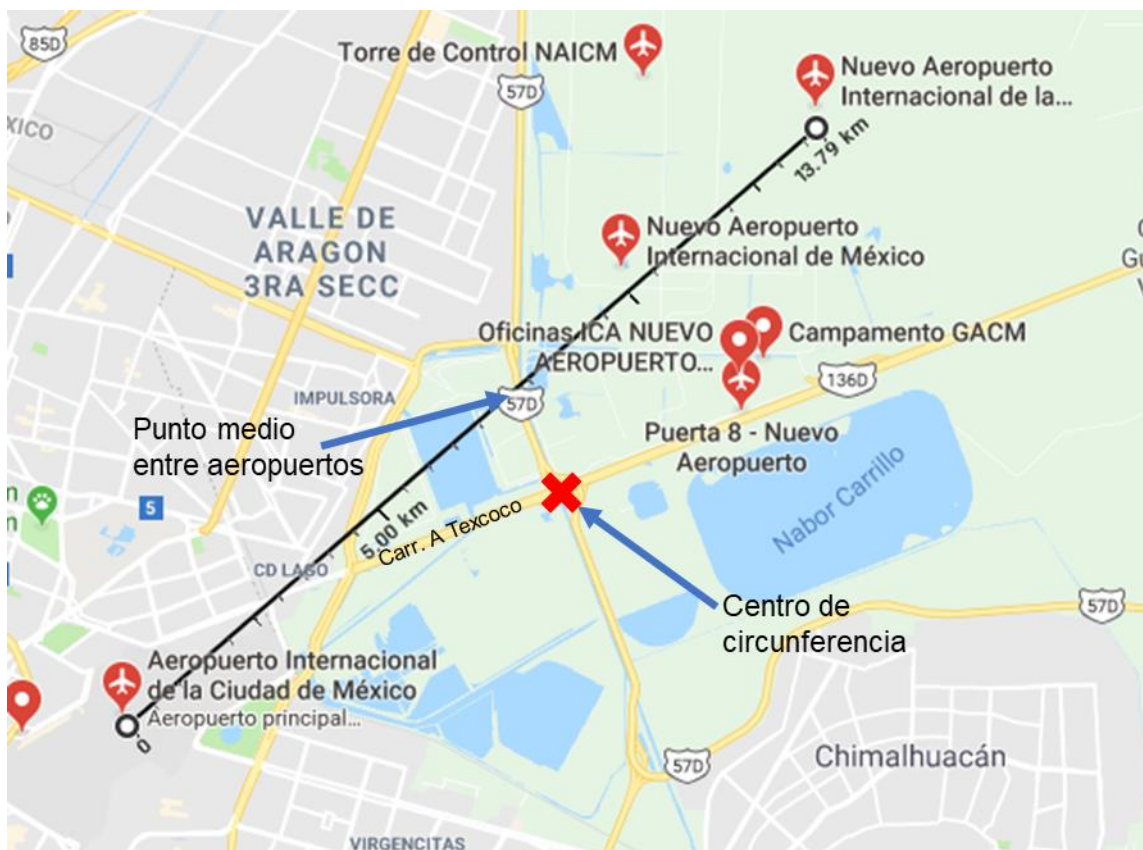 85D
Torre de Control NAICM
57D
Nuevo Aeropuerto
Internacional de la...
XICO
13.79 km
VALLE DE
ARAGON
3RA SECC
Nuevo Aeropuerto
Internacional de México
Gu
V
Oficinas ICA NUEVO
AEROPUERTO...
Campamento GACM
136D
IMPULSORA
57D
Punto medio
entre aeropuertos
Puerta 8 - Nuevo
Aeropuerto
Nabor Carrillo
n
n
5
5.00 km
Carr. A Texcoco
CD LAGO
Centro de
circunferencia
57D
Aeropuerto Internacional
de la Ciudad de México
Aeropuerto principal...
0
57D
Chimalhuacán
VIRGENCITAS